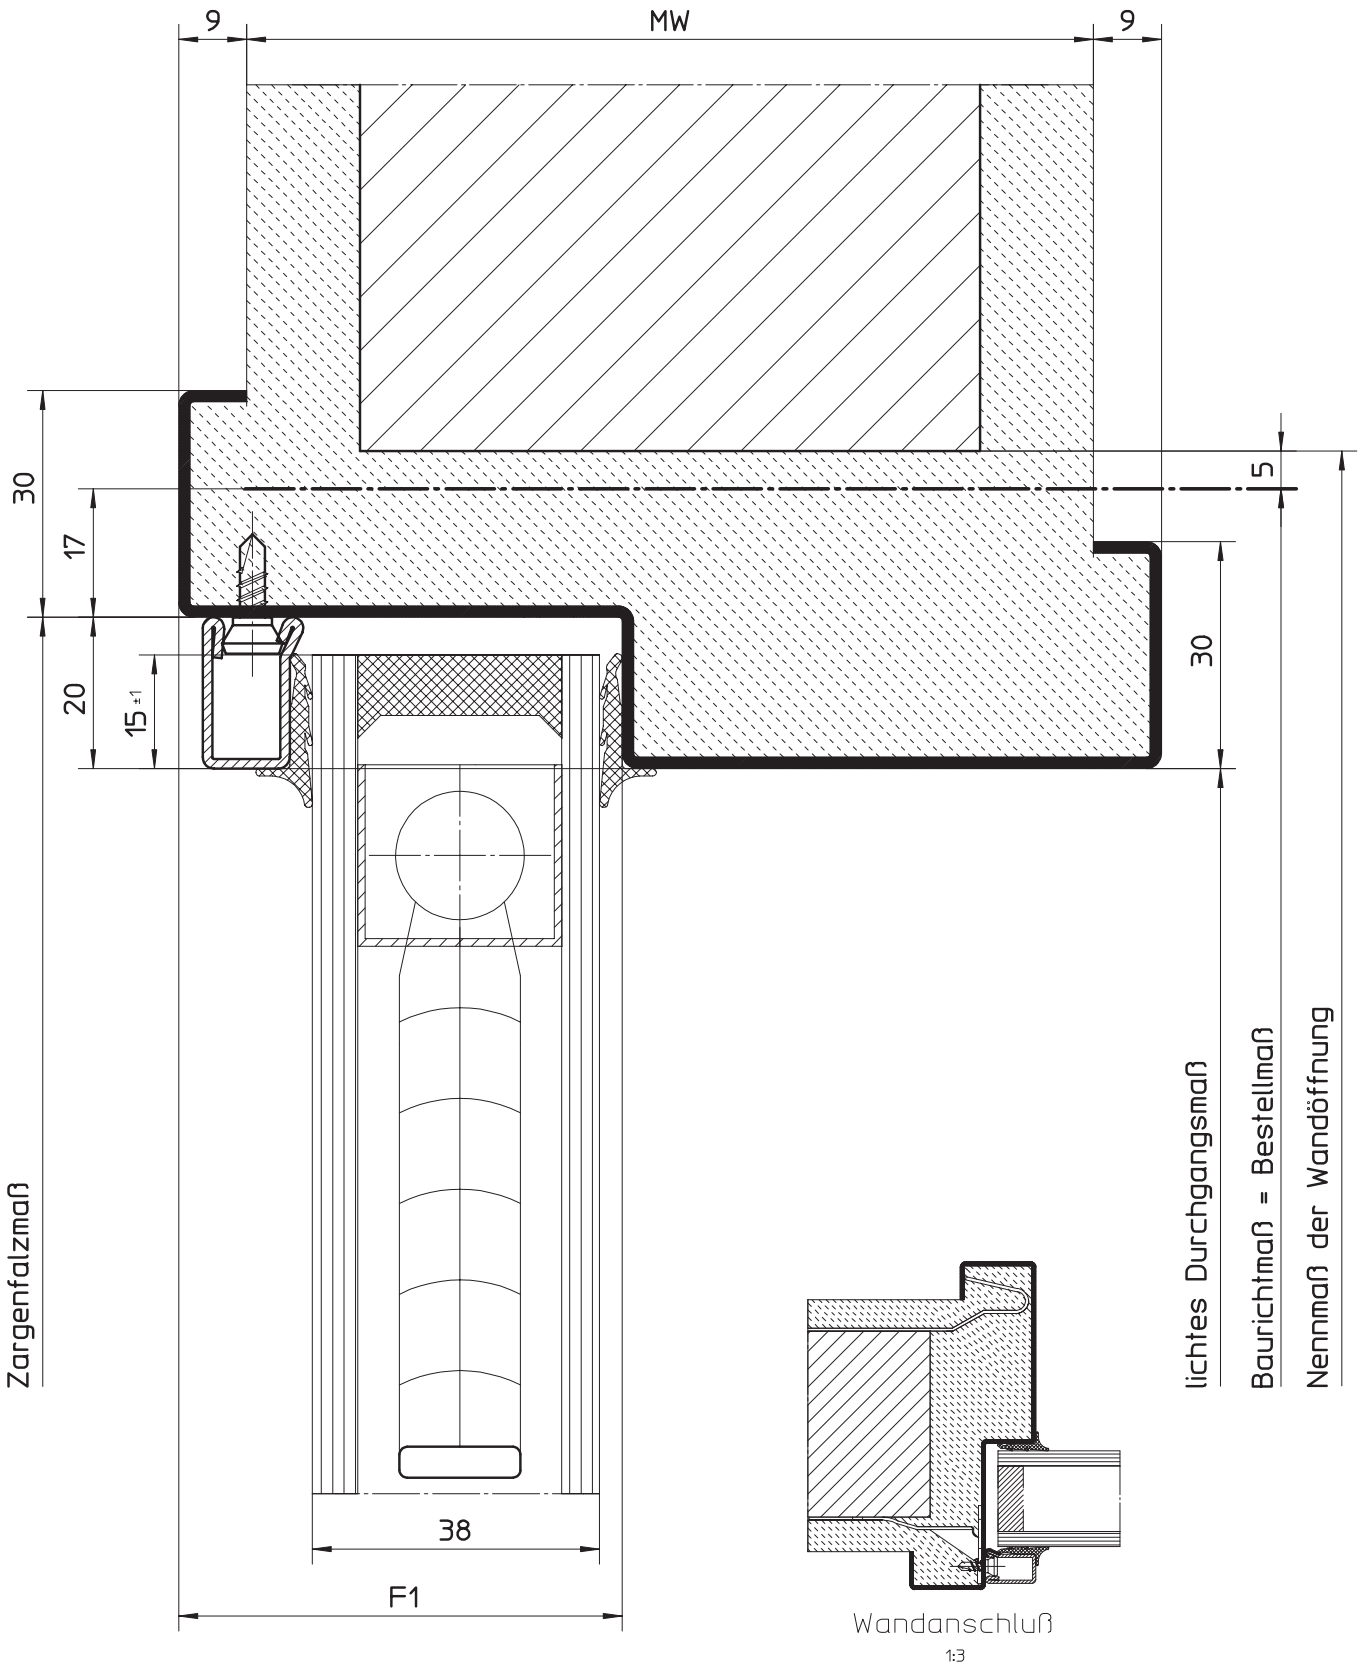 9
MW
9
30
17
20
15 ±1
5
30
Zargenfalzmaß
lichtes Durchgangsmaß
Baurichtmaß = Bestellmaß
Nennmaß der Wandöffnung
38
F1
Wandanschluß
1:3